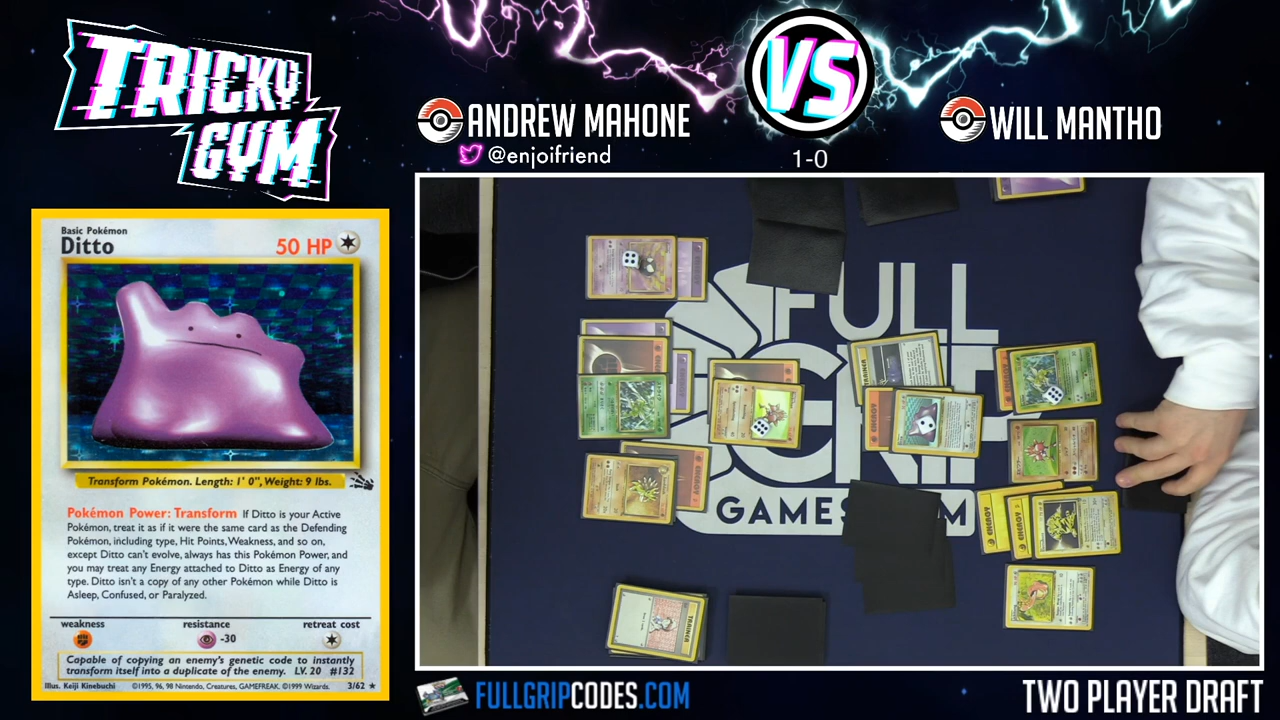 TRICKY
GYM
ANDREW MAHONE
@enjoifriend
VS
1-0
WILL MANTHO
Basic Pokémon
Ditto
50 HP
Transform Pokémon. Length: 1' 0", Weight: 9 lbs.
Pokémon Power: Transform If Ditto is your Active
Pokémon, treat it as if it were the same card as the Defending
Pokémon, including type, Hit Points, Weakness, and so on,
except Ditto can't evolve, always has this Pokémon Power, and
you may treat any Energy attached to Ditto as Energy of any
type. Ditto isn't a copy of any other Pokémon while Ditto is
Asleep, Confused, or Paralyzed.
weakness
resistance
-30
retreat cost
Capable of copying an enemy's genetic code to instantly
transform itself into a duplicate of the enemy. LV. 20 #132
Illus. Keiji Kinebuchi ©1995, 96, 98 Nintendo, Creatures, GAMEFREAK. ©1999 Wizards. 3/62 ★
FULL
GAMES
M
TRAINER
ENERGY
ENERGY
ENERGY
ENERGY
ENERGY
TRAINER
FULLGRIPCODES.COM
TWO PLAYER DRAFT